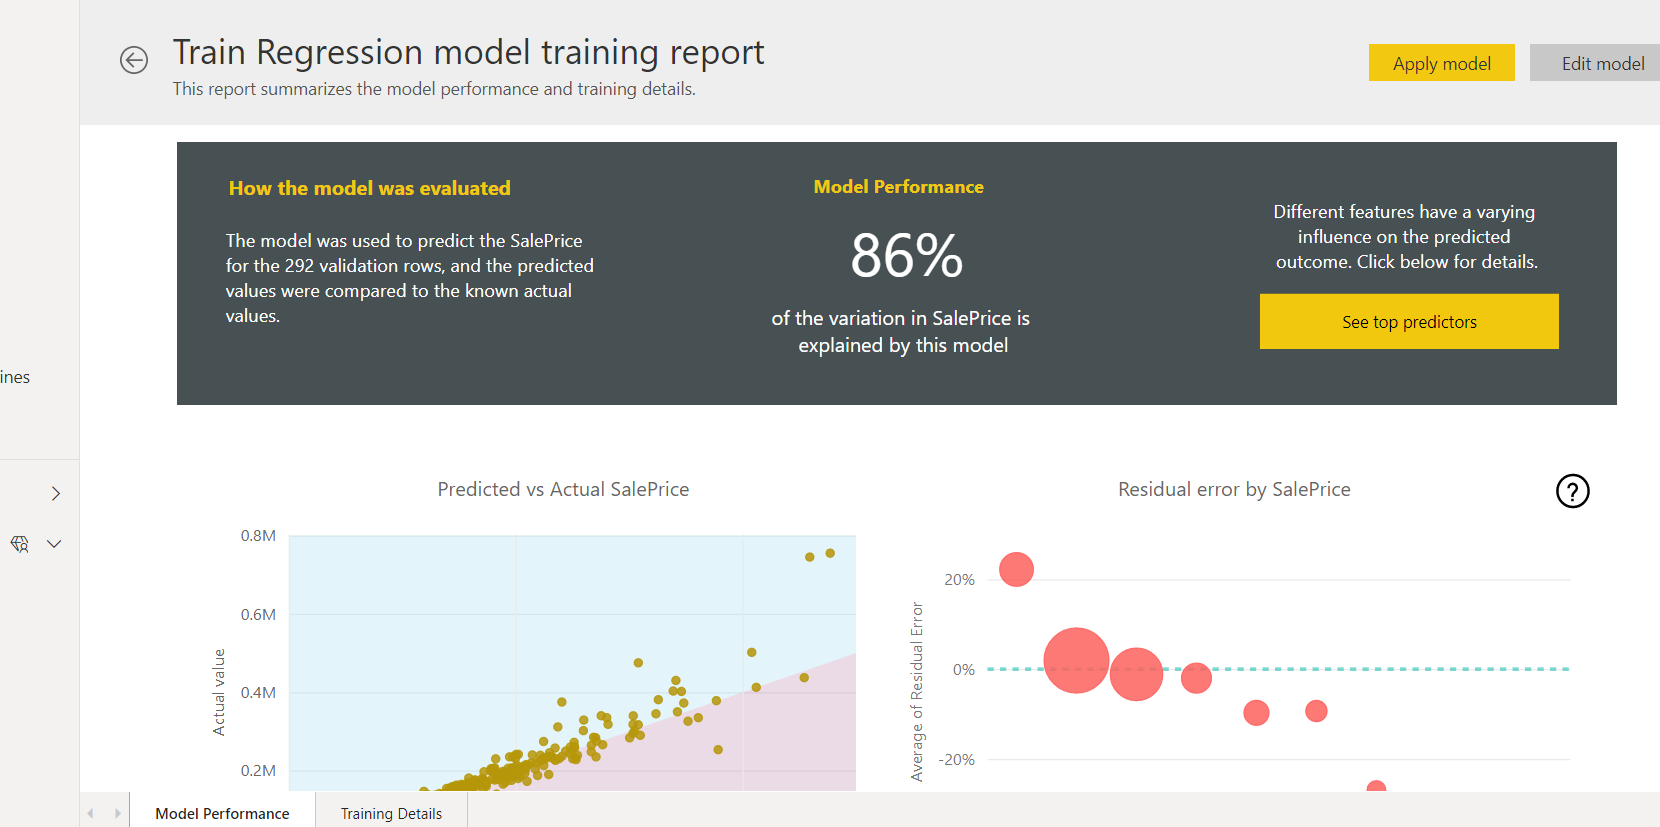 Train Regression model training report
This report summarizes the model performance and training details.
Apply model
Edit model
How the model was evaluated
The model was used to predict the SalePrice
for the 292 validation rows, and the predicted
values were compared to the known actual
values.
Model Performance
86%
of the variation in SalePrice is
explained by this model
Different features have a varying
influence on the predicted
outcome. Click below for details.
See top predictors
ines
Predicted vs Actual SalePrice
0.8M
0.6M
0.4M
0.2M
Actual value
Residual error by SalePrice
?
20%
0%
-20%
Average of Residual Error
Model Performance
Training Details